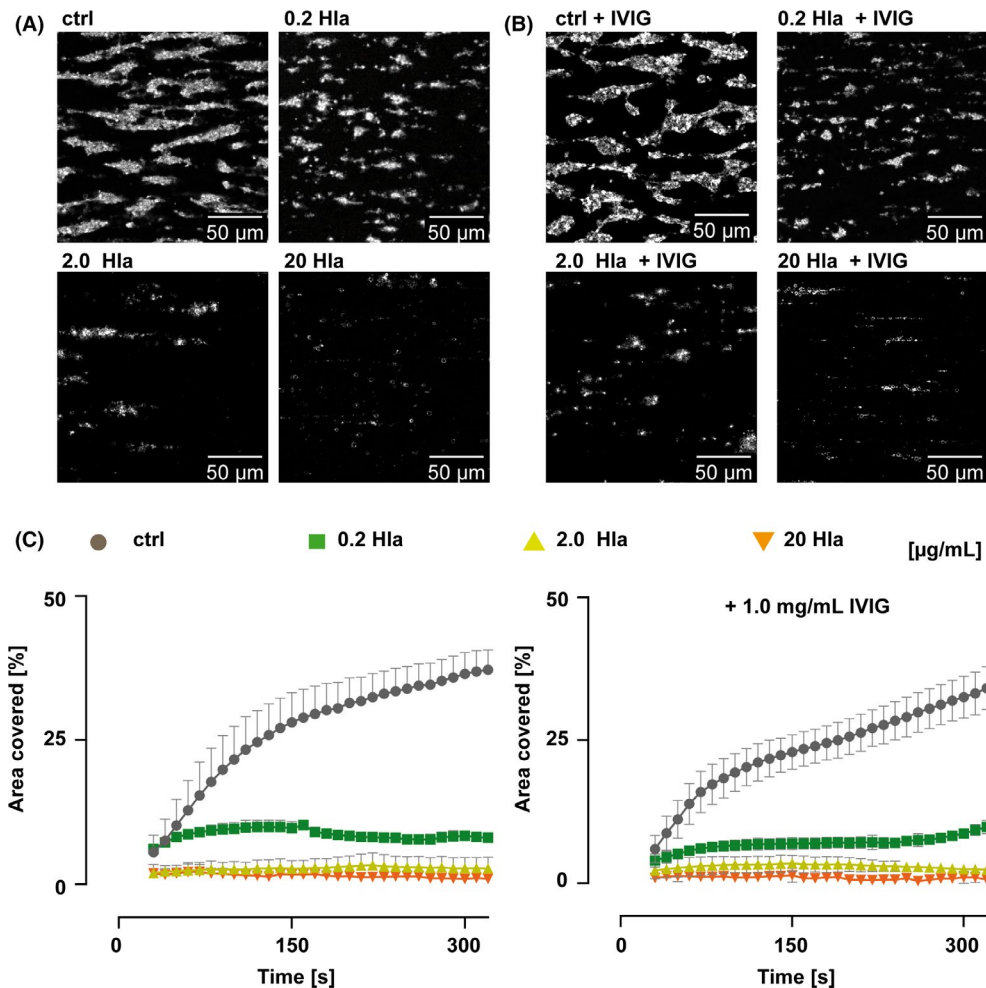 (A) ctrl 0.2 Hla (B) ctrl + IVIG 0.2 Hla + IVIG
50 µm 50 µm 50 µm 50 µm
2.0 Hla 20 Hla 2.0 Hla + IVIG 20 Hla + IVIG
50 µm 50 µm 50 µm 50 µm
(C) ctrl 0.2 Hla 2.0 Hla 20 Hla [µg/mL]
Area covered [%]
50
25
0
0 150 300
Time [s]
+ 1.0 mg/mL IVIG
Area covered [%]
50
25
0
0 150 300
Time [s]